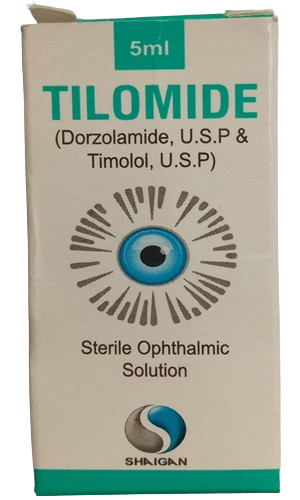 5ml
TILOMIDE
(Dorzolamide, U.S.P &
Timolol, U.S.P)
Sterile Ophthalmic
Solution
SHAIGAN